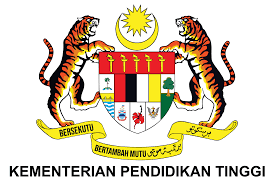 BERSEKUTU
BERTAMBAH MUTU
KEMENTERIAN PENDIDIKAN TINGGI